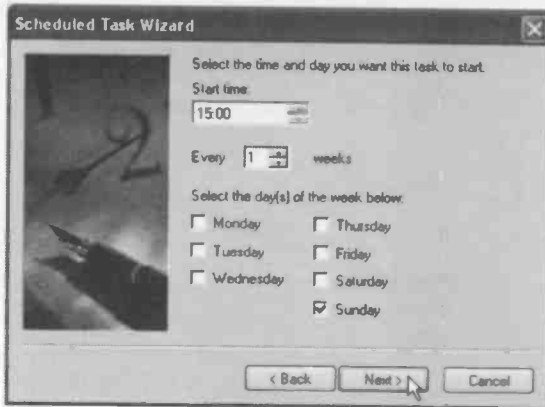 Scheduled Task Wizard
Select the time and day you want this task to start.
Start time:
15:00
Every 1 weeks
Select the day(s) of the week below:
Monday
Thursday
Tuesday
Friday
Wednesday
Saturday
Sunday
< Back
Next >
Cancel